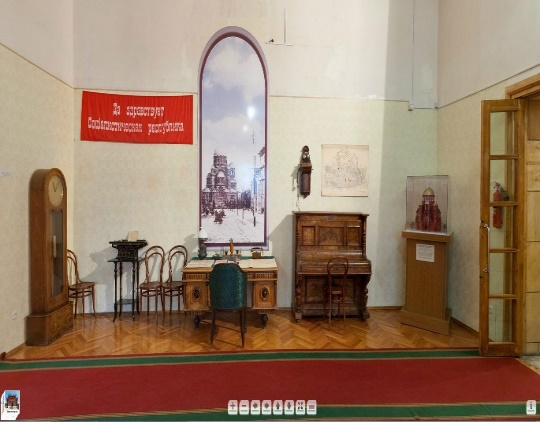 Да здравствует
Социалистическая республика